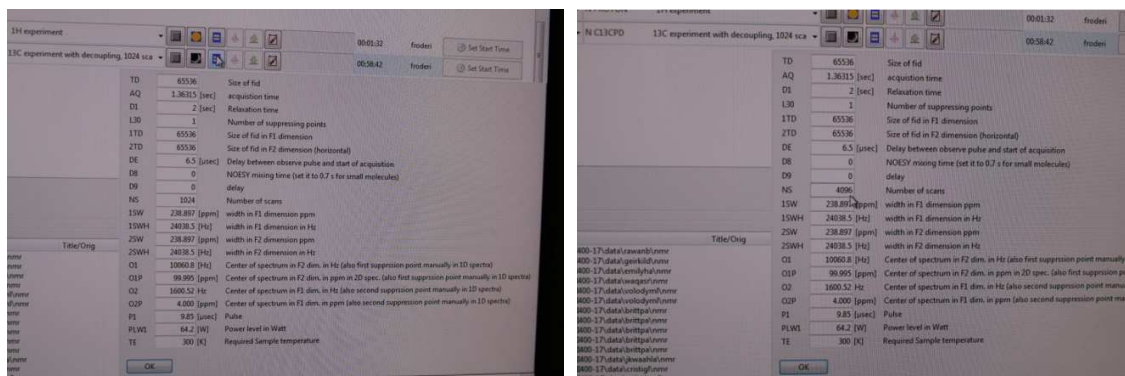 1H experiment
00:01:32 froderi Set Start Time
13C experiment with decoupling, 1024 sca
00:58:42 froderi Set Start Time
TD 65536 Size of fid
AQ 1.36315 [sec] acquistion time
D1 2 [sec] Relaxation time
L30 1 Number of suppressing points
1TD 65536 Size of fid in F1 dimension
2TD 65536 Size of fid in F2 dimension (horizontal)
DE 6.5 [usec] Delay between observe pulse and start of acquisition
D8 0 NOESY mixing time (set it to 0.7 s for small molecules)
D9 0 delay
NS 1024 Number of scans
1SW 238.897 [ppm] width in F1 dimension ppm
1SWH 24038.5 [Hz] width in F1 dimension in Hz
2SW 238.897 [ppm] width in F2 dimension ppm
2SWH 24038.5 [Hz] width in F2 dimension in Hz
O1 10060.8 [Hz] Center of spectrum in F2 dim. in Hz (also first supprsion point manually in 1D spectra)
O1P 99.995 [ppm] Center of spectrum in F2 dim. in ppm in 2D spec. (also first supprssion point manually in 1D spectra)
O2 1600.52 Hz Center of spectrum in F1 dim. in Hz (also second suppression point manually in 1D spectra)
O2P 4.000 [ppm] Center of spectrum in F1 dim. in ppm (also second suppression point manually in 1D spectra)
P1 9.85 [usec] Pulse
PLW1 64.2 [W] Power level in Watt
TE 300 [K] Required Sample temperature
OK
Title/Orig
00:01:32 froderi
N C13CPD 13C experiment with decoupling, 1024 sca
00:58:42 froderi
TD 65536 Size of fid
AQ 1.36315 [sec] acquistion time
D1 2 [sec] Relaxation time
L30 1 Number of suppressing points
1TD 65536 Size of fid in F1 dimension
2TD 65536 Size of fid in F2 dimension (horizontal)
DE 6.5 [usec] Delay between observe pulse and start of acquisition
D8 0 NOESY mixing time (set it to 0.7 s for small molecules)
D9 0 delay
NS 4096 Number of scans
1SW 238.897 [ppm] width in F1 dimension ppm
1SWH 24038.5 [Hz] width in F1 dimension in Hz
2SW 238.897 [ppm] width in F2 dimension ppm
2SWH 24038.5 [Hz] width in F2 dimension in Hz
O1 10060.8 [Hz] Center of spectrum in F2 dim. in Hz (also first supprsion point manually
O1P 99.995 [ppm] Center of spectrum in F2 dim. in ppm in 2D spec. (also first supprssion
O2 1600.52 Hz Center of spectrum in F1 dim. in Hz (also second suppression point
O2P 4.000 [ppm] Center of spectrum in F1 dim. in ppm (also second suppression point
P1 9.85 [usec] Pulse
PLW1 64.2 [W] Power level in Watt
TE 300 [K] Required Sample temperature
OK
Title/Orig
400-17\data\rawanb\nmr
400-17\data\geirkild\nmr
400-17\data\emilyha\nmr
400-17\data\waqasr\nmr
400-17\data\volodymf\nmr
400-17\data\volodymf\nmr
400-17\data\brittpa\nmr
400-17\data\brittpa\nmr
400-17\data\brittpa\nmr
400-17\data\brittpa\nmr